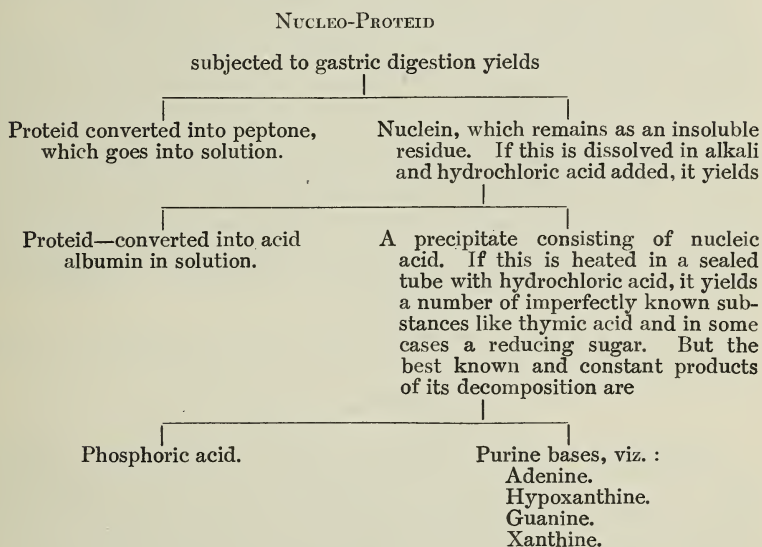 NUCLEO-PROTEID
subjected to gastric digestion yields
Proteid converted into peptone,
which goes into solution.
Nuclein, which remains as an insoluble
residue. If this is dissolved in alkali
and hydrochloric acid added, it yields
Proteid—converted into acid
albumin in solution.
A precipitate consisting of nucleic
acid. If this is heated in a sealed
tube with hydrochloric acid, it yields
a number of imperfectly known sub-
stances like thymic acid and in some
cases a reducing sugar. But the
best known and constant products
of its decomposition are
Phosphoric acid.
Purine bases, viz. :
Adenine.
Hypoxanthine.
Guanine.
Xanthine.